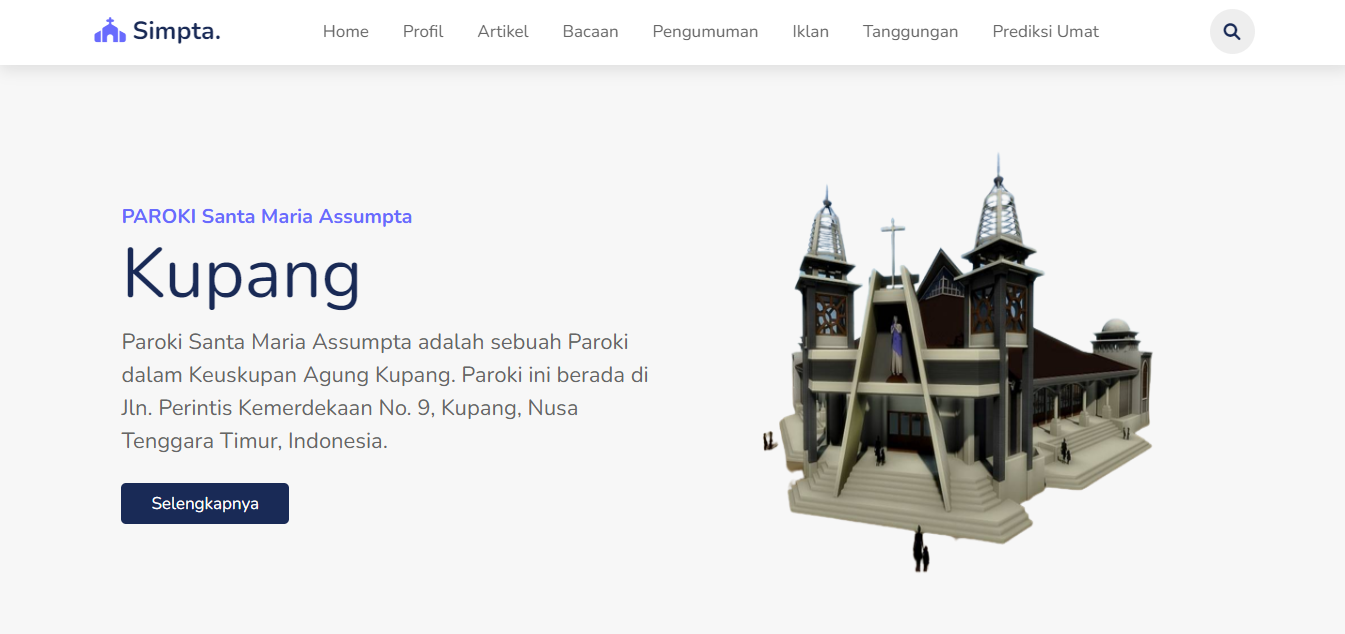 Simpta.
Home Profil Artikel Bacaan Pengumuman Iklan Tanggungan Prediksi Umat
PAROKI Santa Maria Assumpta
Kupang
Paroki Santa Maria Assumpta adalah sebuah Paroki
dalam Keuskupan Agung Kupang. Paroki ini berada di
Jln. Perintis Kemerdekaan No. 9, Kupang, Nusa
Tenggara Timur, Indonesia.
Selengkapnya